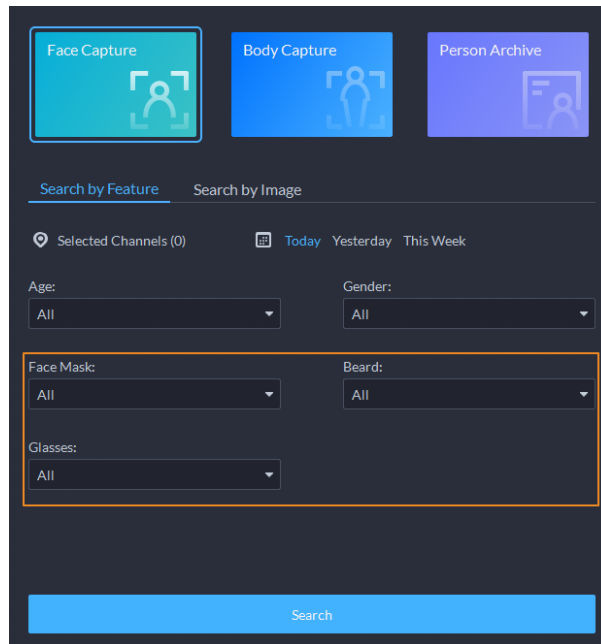 Face Capture Body Capture Person Archive
Search by Feature Search by Image
Selected Channels (0) Today Yesterday This Week
Age: Gender:
All All
Face Mask: Beard:
All All
Glasses:
All
Search